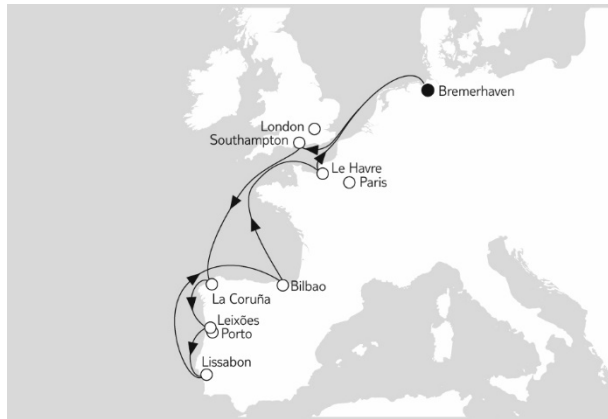 Bremerhaven
London
Southampton
Le Havre
Paris
La Coruña
Bilbao
Leixões
Porto
Lissabon